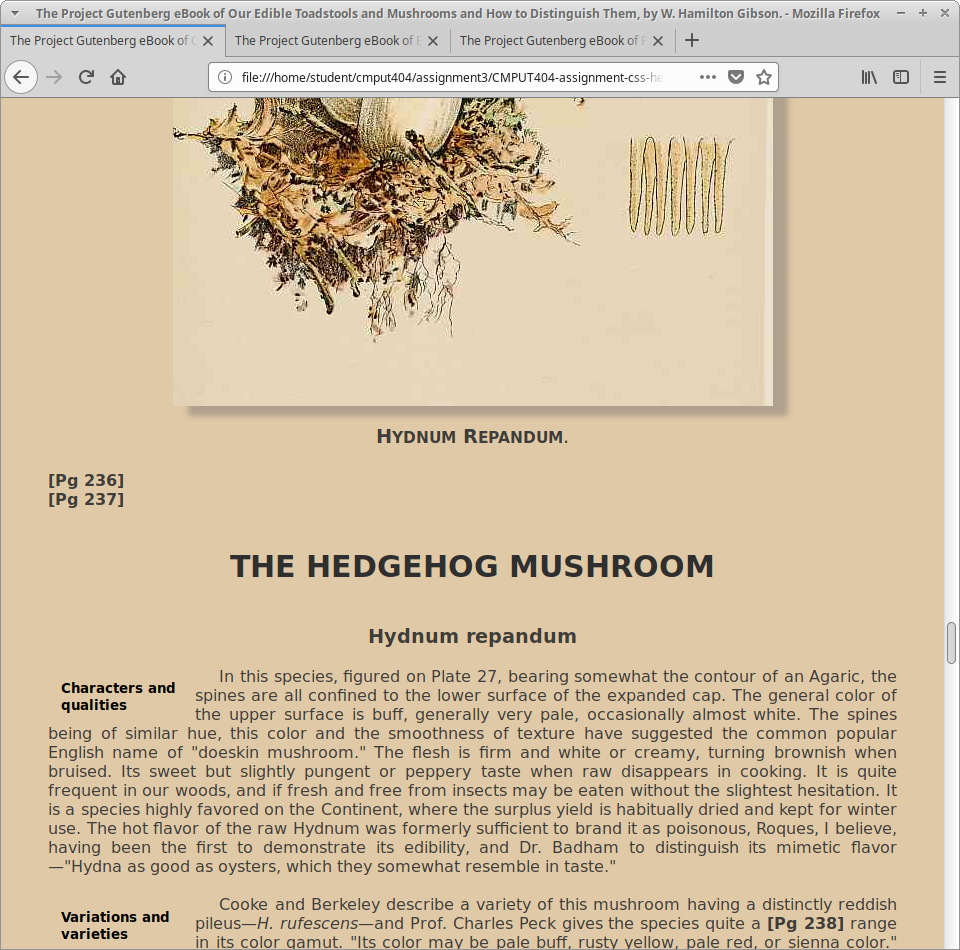 The Project Gutenberg eBook of Our Edible Toadstools and Mushrooms and How to Distinguish Them, by W. Hamilton Gibson. - Mozilla Firefox
The Project Gutenberg eBook of The Project Gutenberg eBook of The Project Gutenberg eBook of
file:///home/student/cmput404/assignment3/CMPUT404-assignment-css-he
HYDNUM REPANDUM.
[Pg 236]
[Pg 237]
THE HEDGEHOG MUSHROOM
Hydnum repandum
Characters and
qualities
In this species, figured on Plate 27, bearing somewhat the contour of an Agaric, the
spines are all confined to the lower surface of the expanded cap. The general color of
the upper surface is buff, generally very pale, occasionally almost white. The spines
being of similar hue, this color and the smoothness of texture have suggested the common popular
English name of "doeskin mushroom." The flesh is firm and white or creamy, turning brownish when
bruised. Its sweet but slightly pungent or peppery taste when raw disappears in cooking. It is quite
frequent in our woods, and if fresh and free from insects may be eaten without the slightest hesitation. It
is a species highly favored on the Continent, where the surplus yield is habitually dried and kept for winter
use. The hot flavor of the raw Hydnum was formerly sufficient to brand it as poisonous, Roques, I believe,
having been the first to demonstrate its edibility, and Dr. Badham to distinguish its mimetic flavor
—"Hydna as good as oysters, which they somewhat resemble in taste."
Variations and
varieties
Cooke and Berkeley describe a variety of this mushroom having a distinctly reddish
pileus—H. rufescens—and Prof. Charles Peck gives the species quite a [Pg 238] range
in its color gamut. "Its color may be pale buff, rusty yellow, pale red, or sienna color."